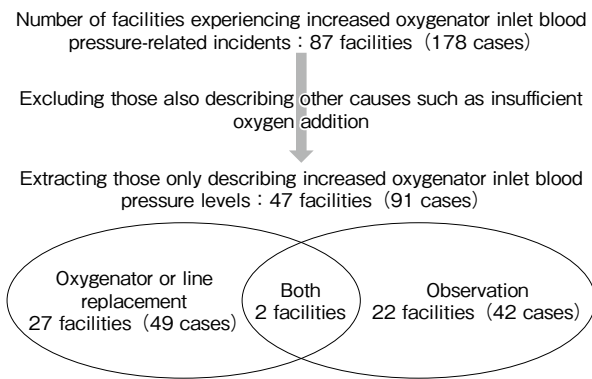 Number of facilities experiencing increased oxygenator inlet blood
pressure-related incidents：87 facilities（178 cases）
Excluding those also describing other causes such as insufficient
oxygen addition
Extracting those only describing increased oxygenator inlet blood
pressure levels：47 facilities（91 cases）
Oxygenator or line
replacement
27 facilities（49 cases）
Both
2 facilities
Observation
22 facilities（42 cases）